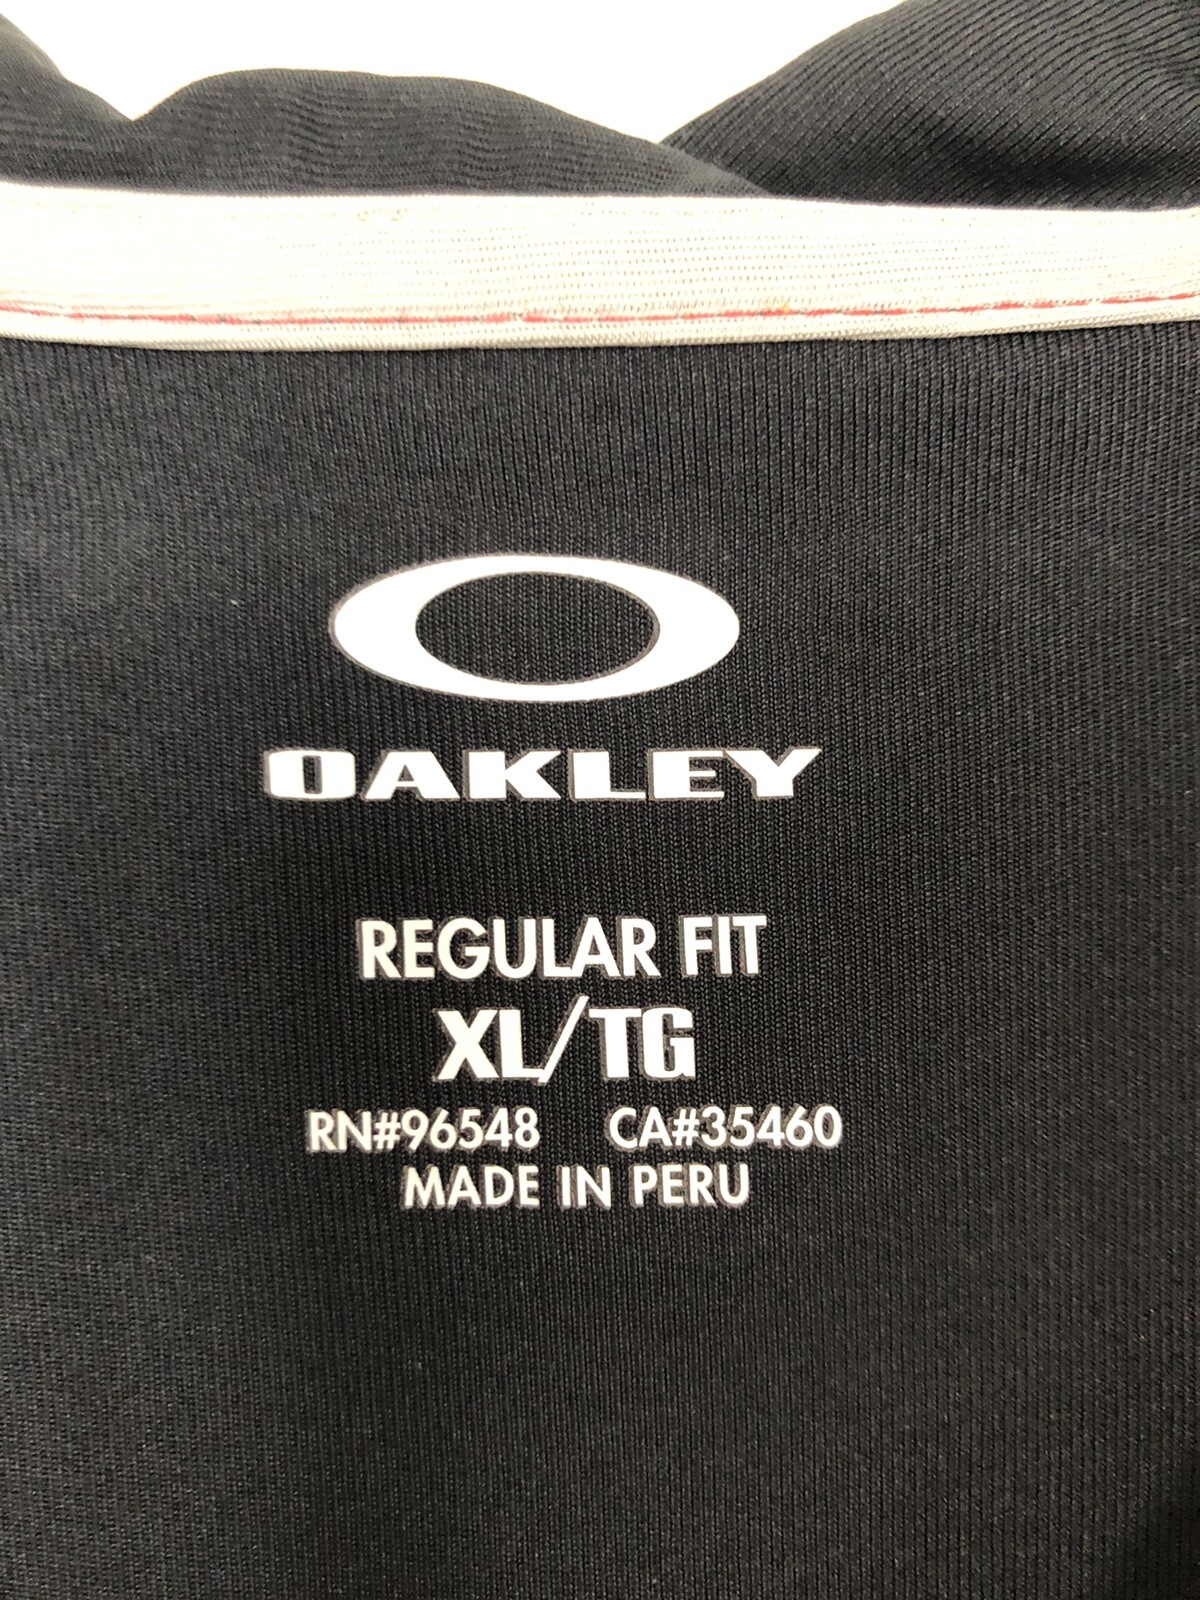 OAKLEY
REGULAR FIT
XL/TG
RN#96548 CA#35460
MADE IN PERU